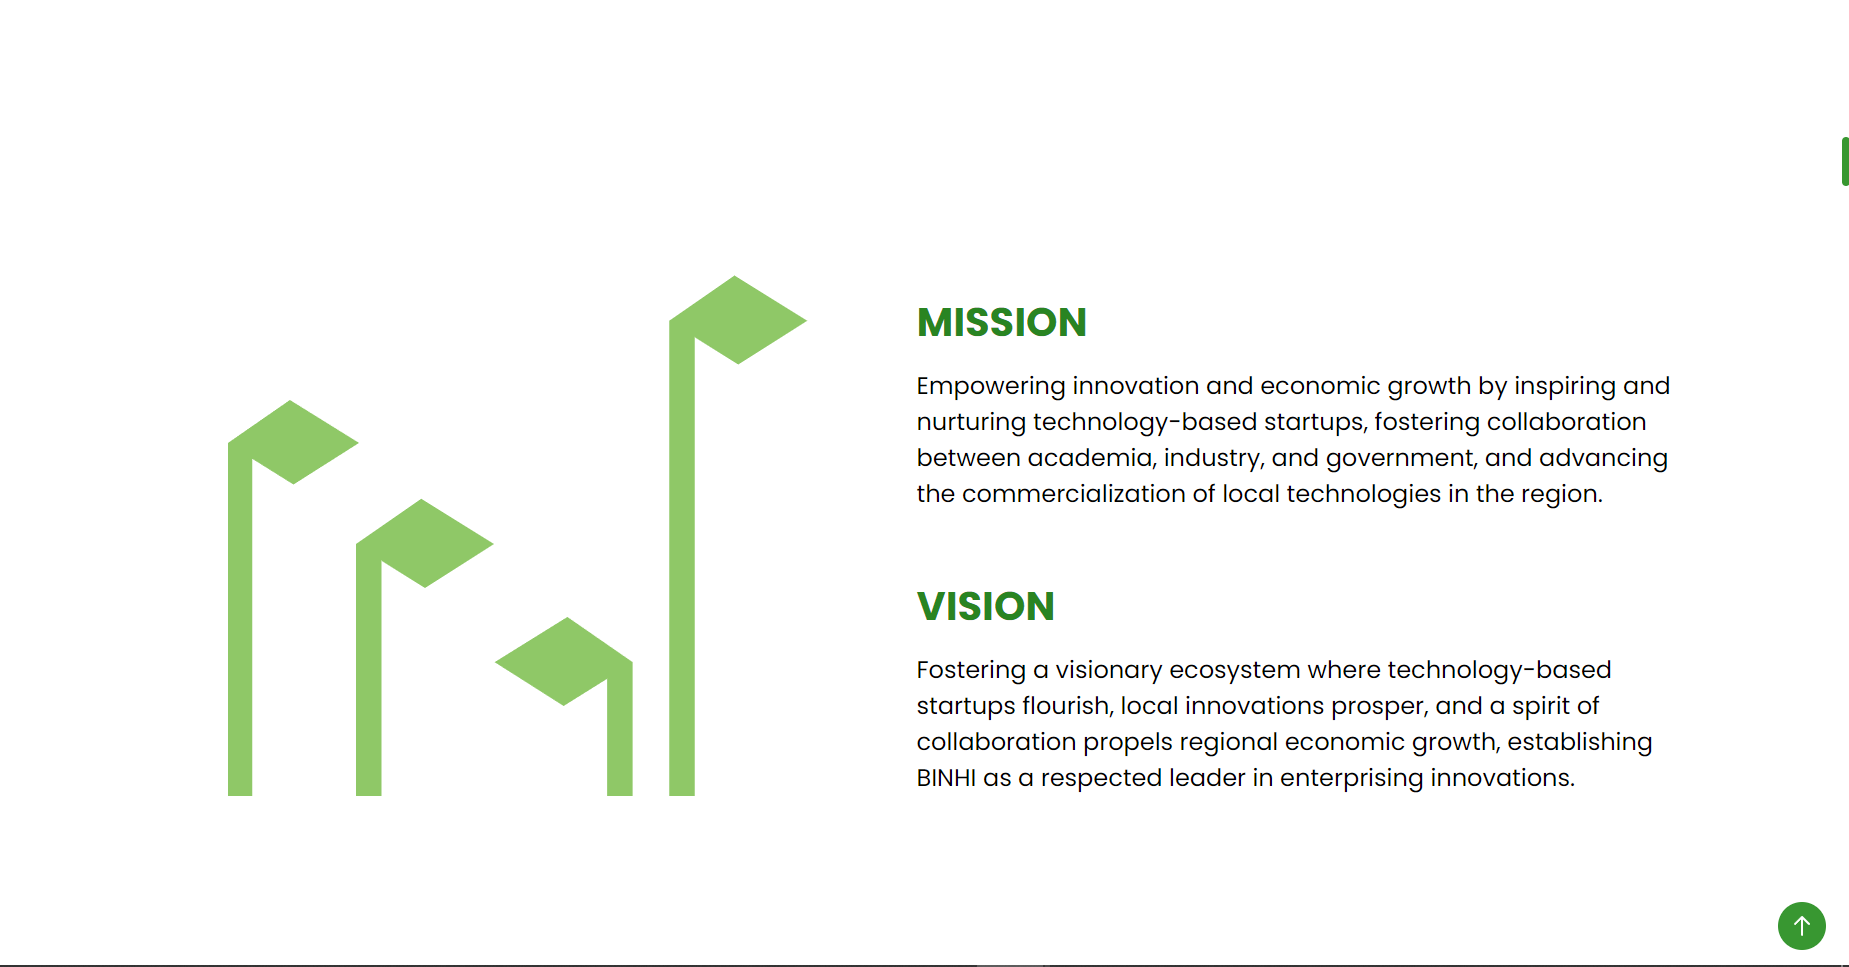 MISSION
Empowering innovation and economic growth by inspiring and
nurturing technology-based startups, fostering collaboration
between academia, industry, and government, and advancing
the commercialization of local technologies in the region.
VISION
Fostering a visionary ecosystem where technology-based
startups flourish, local innovations prosper, and a spirit of
collaboration propels regional economic growth, establishing
BINHI as a respected leader in enterprising innovations.